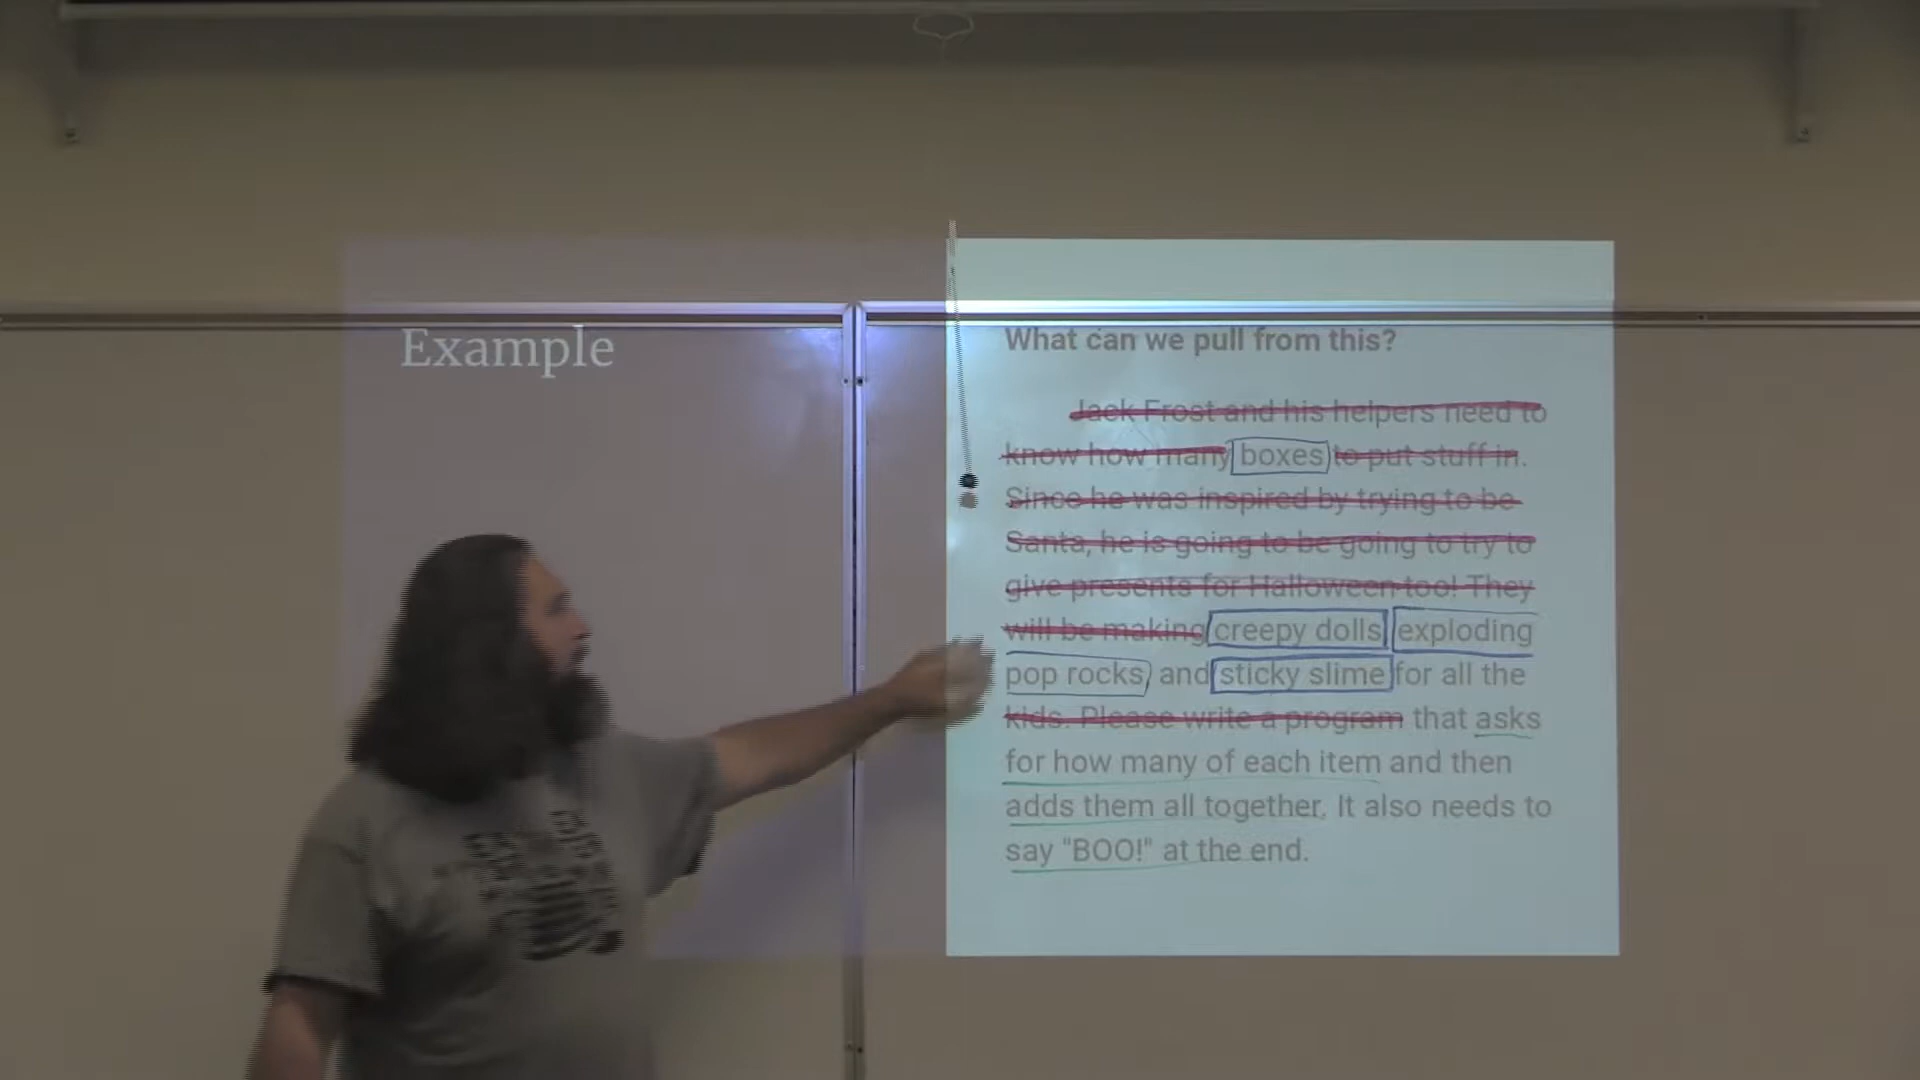 Example
What can we pull from this?
Jack Frost and his helpers need to
know how many boxes to put stuff in.
Since he was inspired by trying to be
Santa, he is going to be going to try to
give presents for Halloween too! They
will be making creepy dolls exploding
pop rocks and sticky slime for all the
kids. Please write a program that asks
for how many of each item and then
adds them all together. It also needs to
say "BOO!" at the end.